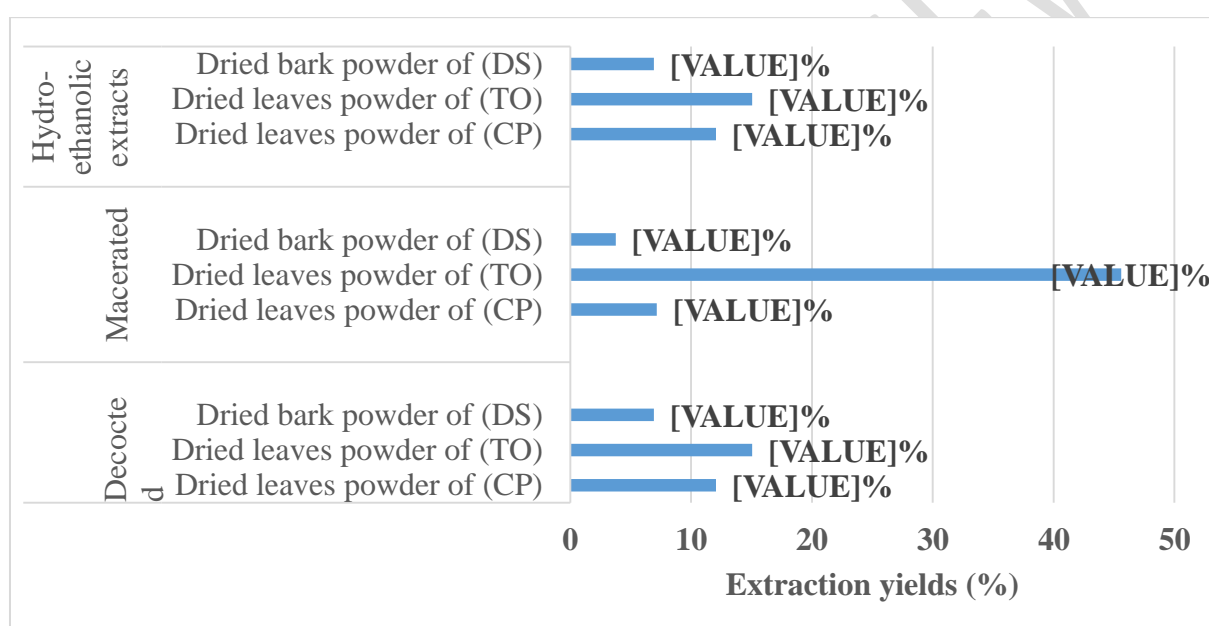 Hydro-
ethanolic
extracts
Dried bark powder of (DS) [VALUE]%
Dried leaves powder of (TO) [VALUE]%
Dried leaves powder of (CP) [VALUE]%
Macerated
Dried bark powder of (DS) [VALUE]%
Dried leaves powder of (TO) [VALUE]%
Dried leaves powder of (CP) [VALUE]%
Decocte
d
Dried bark powder of (DS) [VALUE]%
Dried leaves powder of (TO) [VALUE]%
Dried leaves powder of (CP) [VALUE]%
0 10 20 30 40 50
Extraction yields (%)